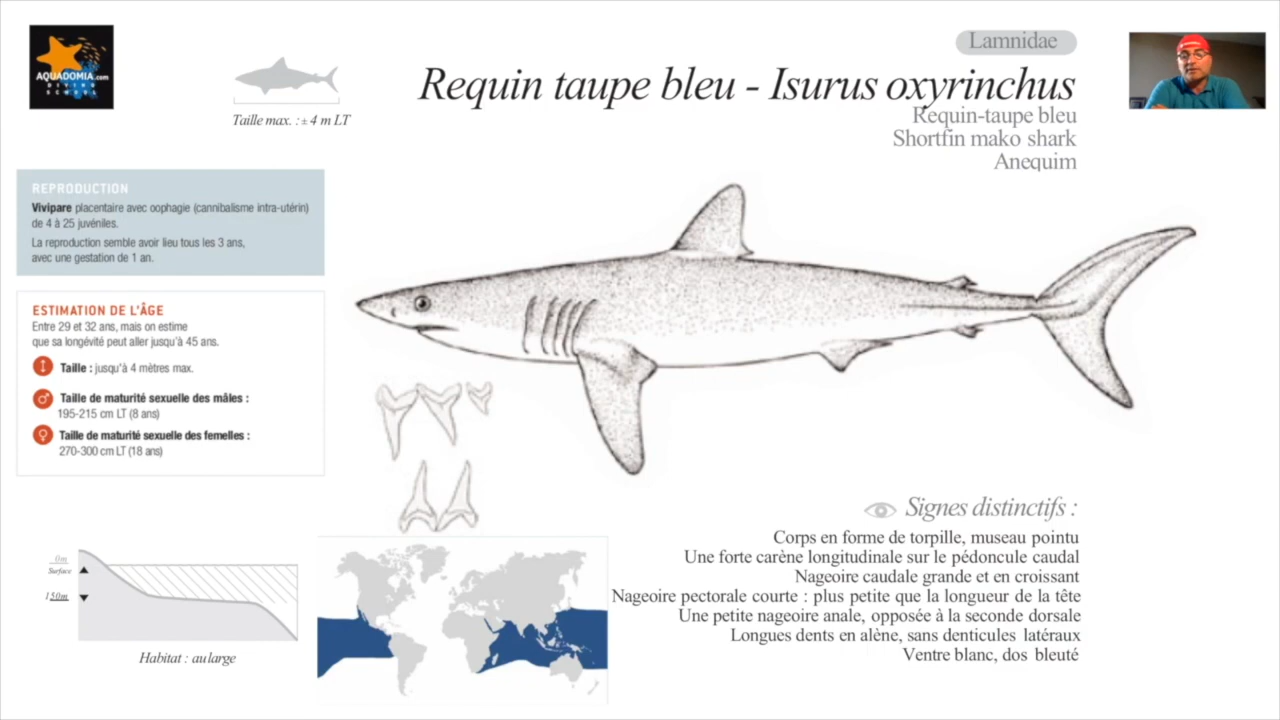 AQUADOMIA.com
DIVING
SCHOOL
Taille max. : ± 4 m LT
Lamnidae
Requin taupe bleu - Isurus oxyrinchus
Requin-taupe bleu
Shortfin mako shark
Anequim
REPRODUCTION
Vivipare placentaire avec oophagie (cannibalisme intra-utérin)
de 4 à 25 juvéniles.
La reproduction semble avoir lieu tous les 3 ans,
avec une gestation de 1 an.
ESTIMATION DE L'ÂGE
Entre 29 et 32 ans, mais on estime
que sa longévité peut aller jusqu'à 45 ans.
Taille : jusqu'à 4 mètres max.
Taille de maturité sexuelle des mâles :
195-215 cm LT (8 ans)
Taille de maturité sexuelle des femelles :
270-300 cm LT (18 ans)
0m
Surface
150m
Habitat : au large
Signes distinctifs :
Corps en forme de torpille, museau pointu
Une forte carène longitudinale sur le pédoncule caudal
Nageoire caudale grande et en croissant
Nageoire pectorale courte : plus petite que la longueur de la tête
Une petite nageoire anale, opposée à la seconde dorsale
Longues dents en alène, sans denticules latéraux
Ventre blanc, dos bleuté